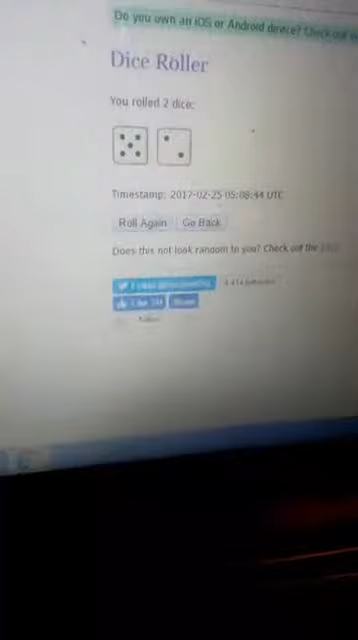 Do you own an iOS or Android device? Check out
Dice Roller
You rolled 2 dice:
Timestamp: 2017-02-25 05:08:44 UTC
Roll Again Go Back
Does this not look random to you? Check out the
Like
Share